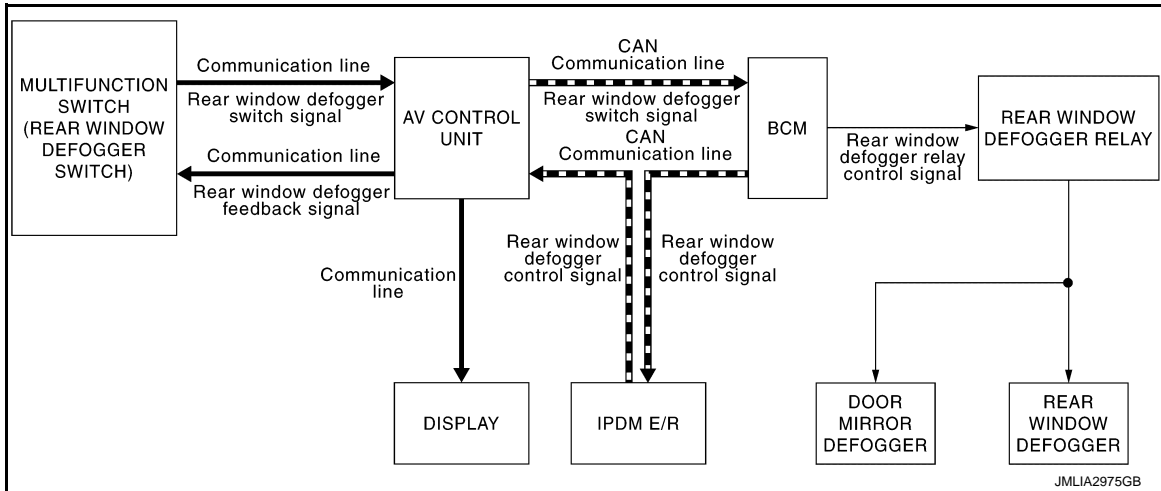 MULTIFUNCTION
SWITCH
(REAR WINDOW
DEFOGGER
SWITCH)
Communication line
Rear window defogger
switch signal
Communication line
Rear window defogger
feedback signal
AV CONTROL
UNIT
CAN
Communication line
Rear window defogger
switch signal
CAN
Communication line
BCM
Rear window
defogger relay
control signal
REAR WINDOW
DEFOGGER RELAY
Communication
line
Rear window
defogger
control signal
Rear window
defogger
control signal
DISPLAY
IPDM E/R
DOOR
MIRROR
DEFOGGER
REAR
WINDOW
DEFOGGER
JMLIA2975GB